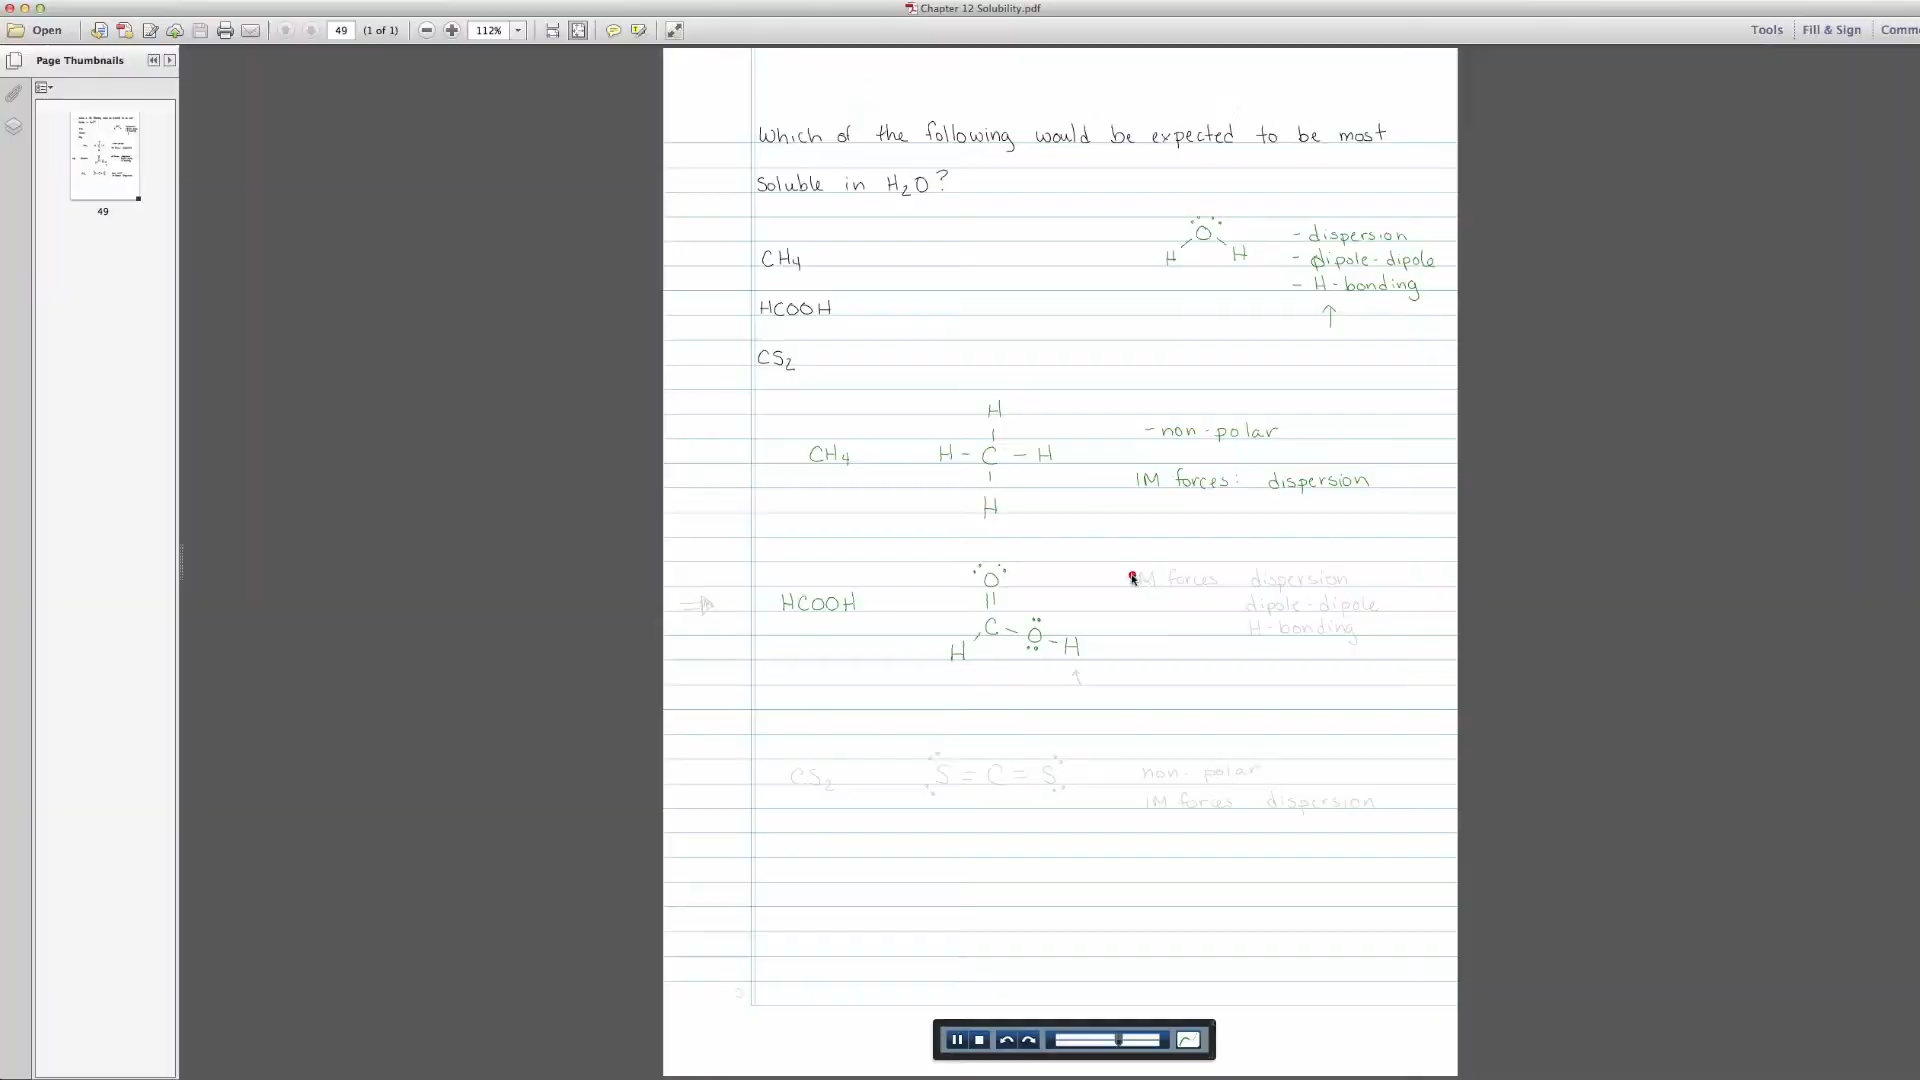 Chapter 12 Solubility.pdf
Open
49
(1 of 1)
112%
Tools
Fill & Sign
Comme
Page Thumbnails
49
Which of the following would be expected to be most
soluble in H₂O?
CH₄
HCOOH
CS₂
O
H H
- dispersion
- dipole-dipole
- H-bonding
↑
H
CH₄ H - C - H
H
- non-polar
IM forces: dispersion
O
HCOOH
C - O - H
H
IM forces dispersion
dipole-dipole
H-bonding
↑
CS₂ S = C = S
non-polar
IM forces dispersion